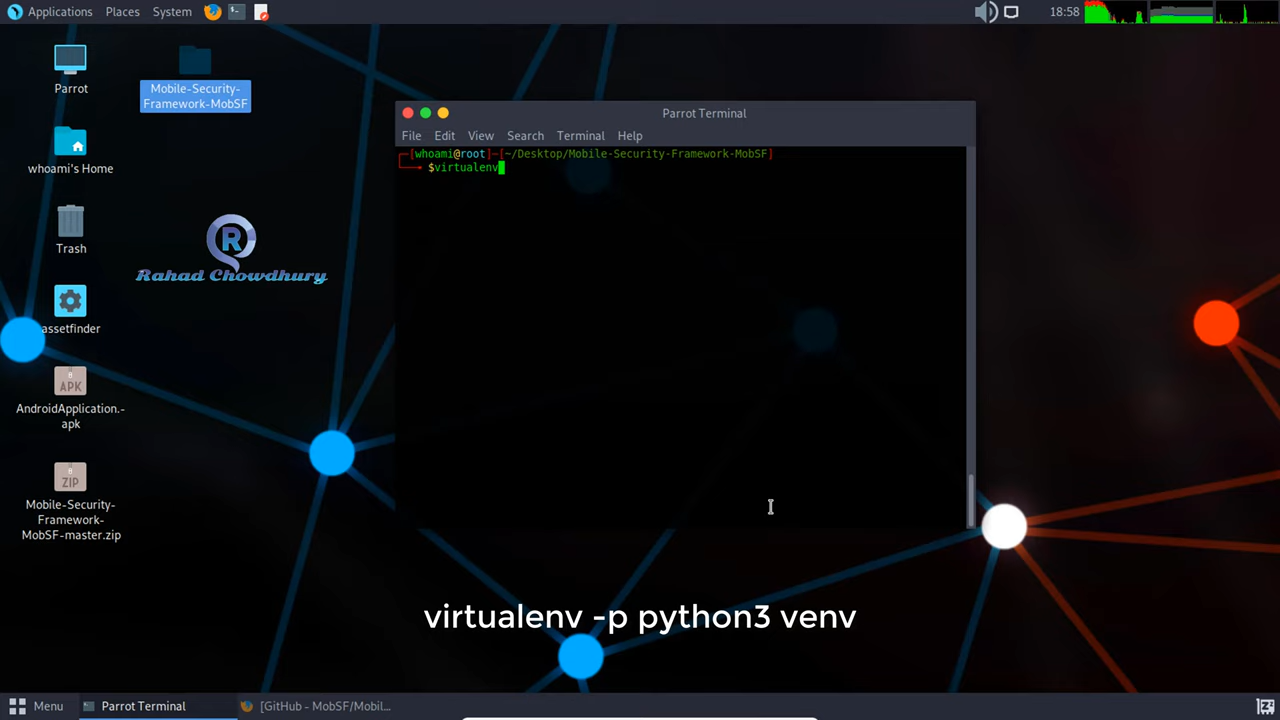 Applications Places System
18:58
Parrot
Mobile-Security-
Framework-MobSF
whoami's Home
Trash
R
Rahad Chowdhury
assetfinder
APK
AndroidApplication.-
apk
ZIP
Mobile-Security-
Framework-
MobSF-master.zip
Parrot Terminal
File Edit View Search Terminal Help
[whoami@root]─[~/Desktop/Mobile-Security-Framework-MobSF]
$virtualenv
virtualenv -p python3 venv
Menu Parrot Terminal [GitHub - MobSF/Mobil...